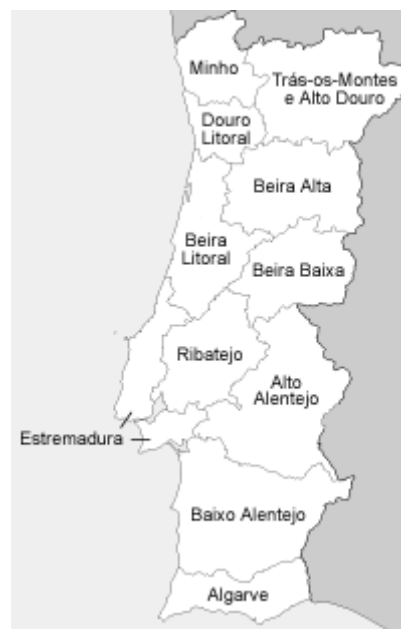 Minho
Trás-os-Montes
e Alto Douro
Douro
Litoral
Beira Alta
Beira
Litoral
Beira Baixa
Ribatejo
Alto
Alentejo
Estremadura
Baixo Alentejo
Algarve